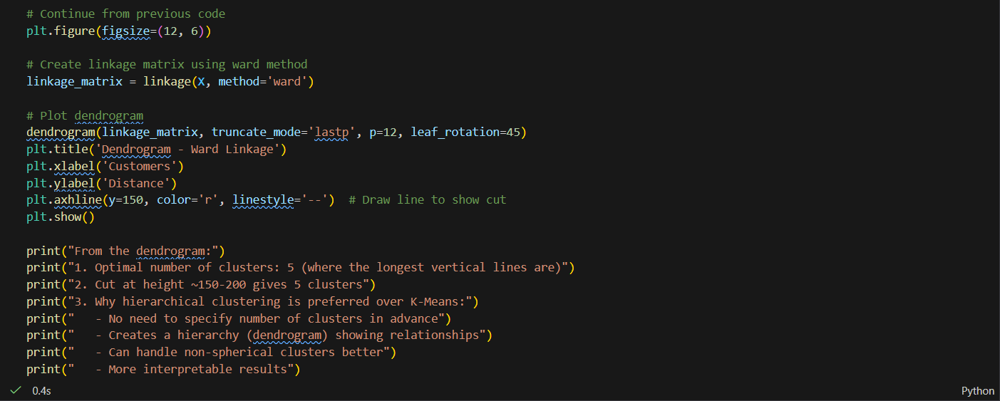 # Continue from previous code
plt.figure(figsize=(12, 6))
# Create linkage matrix using ward method
linkage_matrix = linkage(X, method='ward')
# Plot dendrogram
dendrogram(linkage_matrix, truncate_mode='lastp', p=12, leaf_rotation=45)
plt.title('Dendrogram - Ward Linkage')
plt.xlabel('Customers')
plt.ylabel('Distance')
plt.axhline(y=150, color='r', linestyle='--')  # Draw line to show cut
plt.show()
print("From the dendrogram:")
print("1. Optimal number of clusters: 5 (where the longest vertical lines are)")
print("2. Cut at height ~150-200 gives 5 clusters")
print("3. Why hierarchical clustering is preferred over K-Means:")
print("   - No need to specify number of clusters in advance")
print("   - Creates a hierarchy (dendrogram) showing relationships")
print("   - Can handle non-spherical clusters better")
print("   - More interpretable results")
0.4s
Python